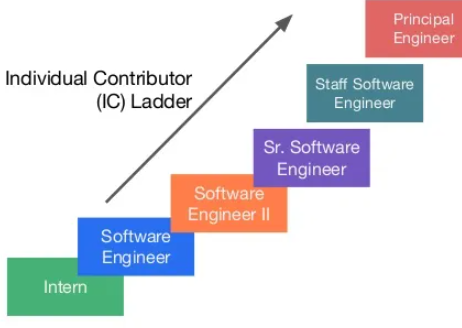 Principal
Engineer
Individual Contributor
(IC) Ladder
Staff Software
Engineer
Sr. Software
Engineer
Software
Engineer II
Software
Engineer
Intern